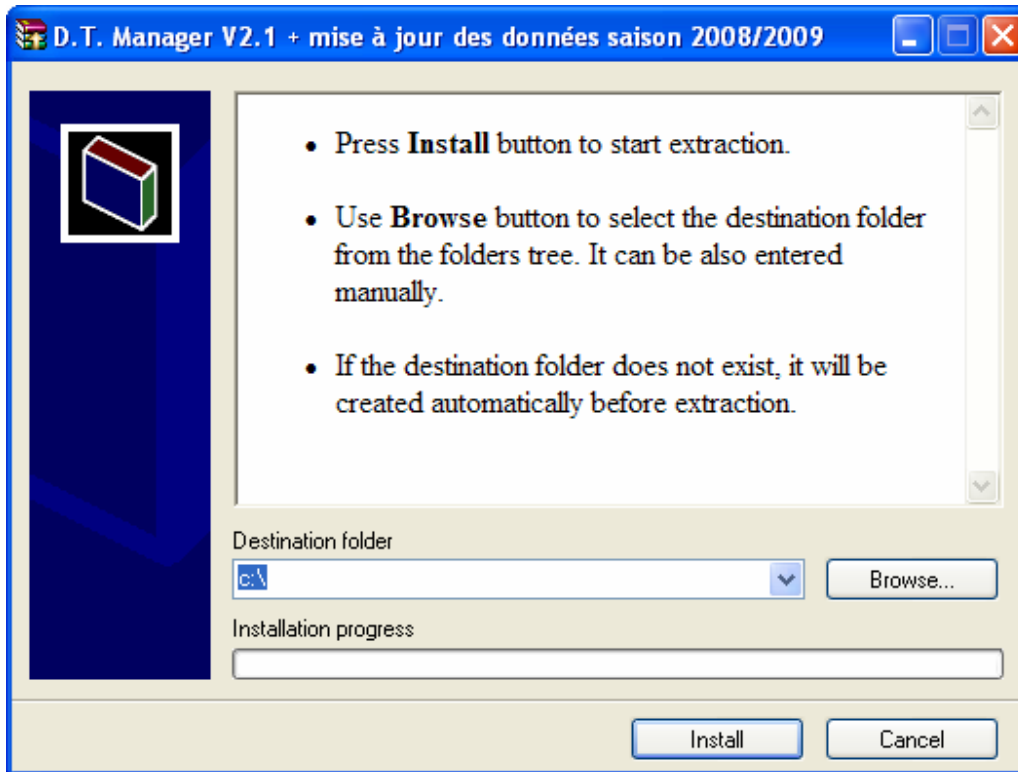 D.T. Manager V2.1 + mise à jour des données saison 2008/2009
• Press Install button to start extraction.
• Use Browse button to select the destination folder
from the folders tree. It can be also entered
manually.
• If the destination folder does not exist, it will be
created automatically before extraction.
Destination folder
c:\
Browse...
Installation progress
Install
Cancel